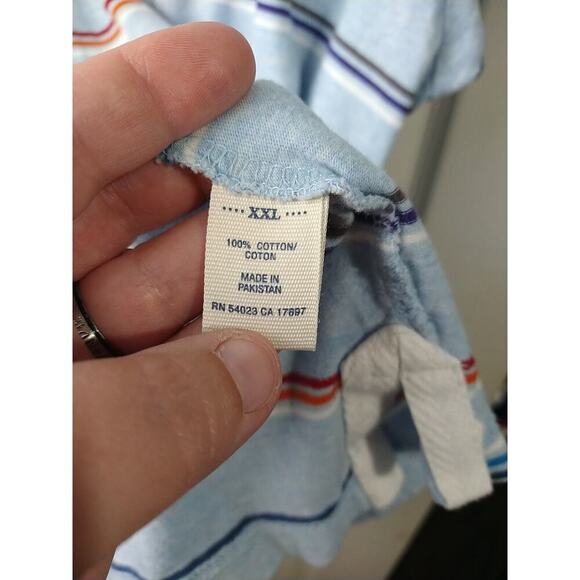 .... XXL ....
100% COTTON/
COTON
MADE IN
PAKISTAN
RN 54023 CA 17897